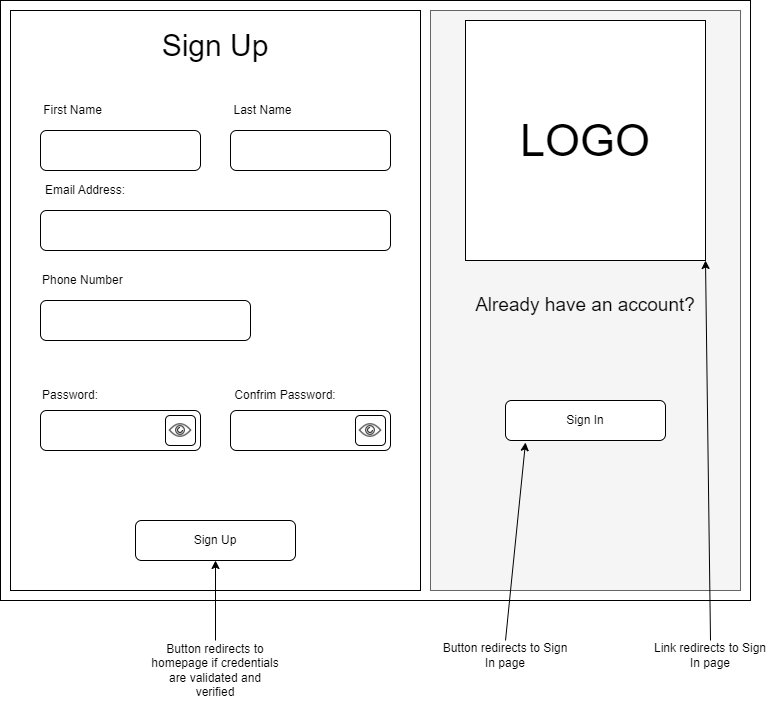 Sign Up
First Name
Last Name
Email Address:
Phone Number
Password:
Confrim Password:
Sign Up
LOGO
Already have an account?
Sign In
Button redirects to
homepage if credentials
are validated and
verified
Button redirects to Sign
In page
Link redirects to Sign
In page